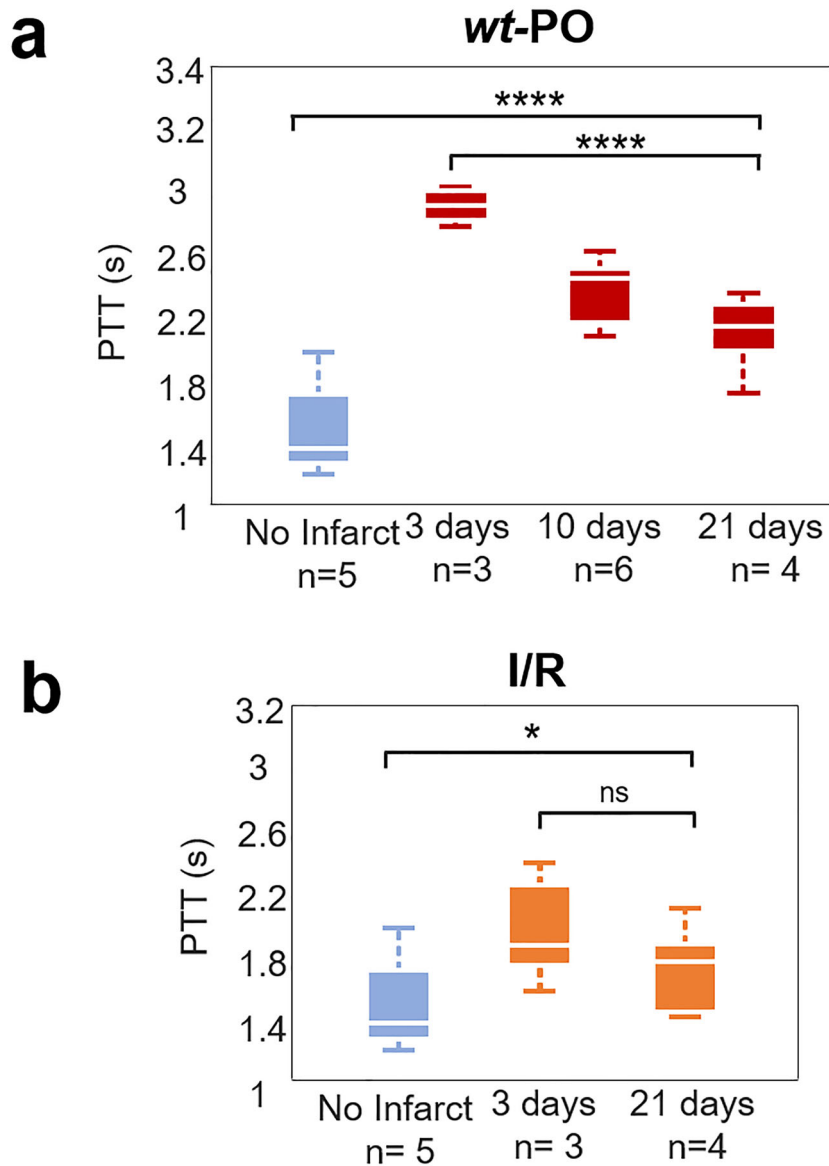 a
wt-PO
3.4
3.2
3
2.6
2.2
1.8
1.4
1
PTT (s)
****
****
No Infarct 3 days 10 days 21 days
n=5 n=3 n=6 n= 4
b
I/R
3.2
3
2.6
2.2
1.8
1.4
1
PTT (s)
*
ns
No Infarct 3 days 21 days
n= 5 n= 3 n=4